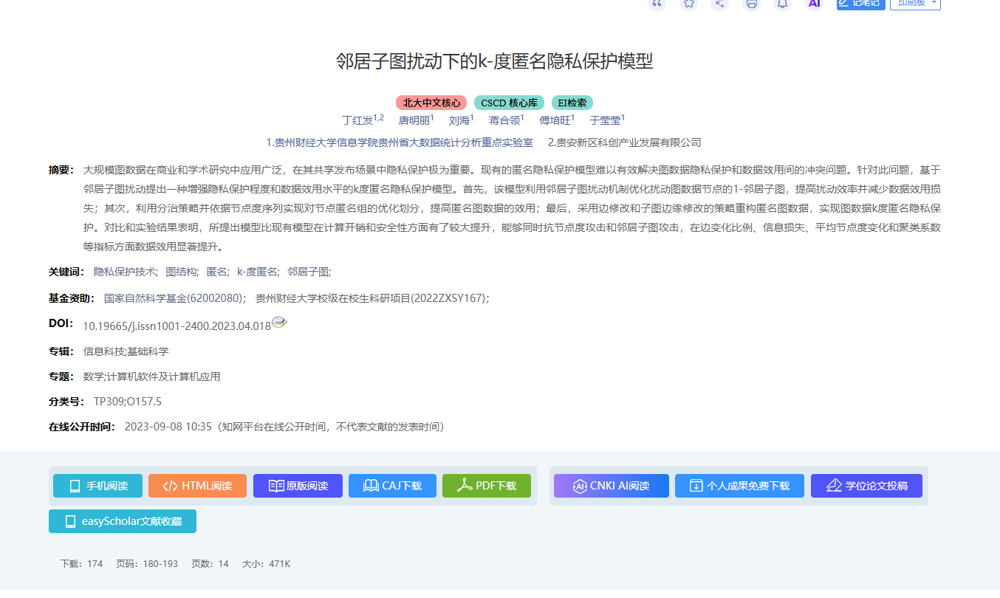 AI 记笔记 印刷版
邻居子图扰动下的k-度匿名隐私保护模型
北大中文核心 CSCD 核心库 EI检索
丁红发1,2 唐明丽1 刘海1 蒋合领1 傅培旺1 于莹莹1
1.贵州财经大学信息学院贵州省大数据统计分析重点实验室 2.贵安新区科创产业发展有限公司
摘要： 大规模图数据在商业和学术研究中应用广泛，在其共享发布场景中隐私保护极为重要。现有的匿名隐私保护模型难以有效解决图数据隐私保护和数据效用间的冲突问题。针对此问题，基于
邻居子图扰动提出一种增强隐私保护程度和数据效用水平的k度匿名隐私保护模型。首先，该模型利用邻居子图扰动机制优化扰动图数据节点的1-邻居子图，提高扰动效率并减少数据效用损
失；其次，利用分治策略并依据节点度序列实现对节点匿名组的优化划分，提高匿名图数据的效用；最后，采用边修改和子图边缘修改的策略重构匿名图数据，实现图数据k度匿名隐私保
护。对比和实验结果表明，所提出模型比现有模型在计算开销和安全性方面有了较大提升，能够同时抗节点度攻击和邻居子图攻击，在边变化比例、信息损失、平均节点度变化和聚类系数
等指标方面数据效用显著提升。
关键词： 隐私保护技术; 图结构; 匿名; k-度匿名; 邻居子图;
基金资助： 国家自然科学基金(62002080)； 贵州财经大学校级在校生科研项目(2022ZXSY167)；
DOI： 10.19665/j.issn1001-2400.2023.04.018
专辑： 信息科技;基础科学
专题： 数学;计算机软件及计算机应用
分类号： TP309;O157.5
在线公开时间： 2023-09-08 10:35（知网平台在线公开时间，不代表文献的发表时间）
手机阅读 HTML阅读 原版阅读 CAJ下载 PDF下载 AI CNKI AI阅读 个人成果免费下载 学位论文投稿
easyScholar文献收藏
下载：174 页码：180-193 页数：14 大小：471K